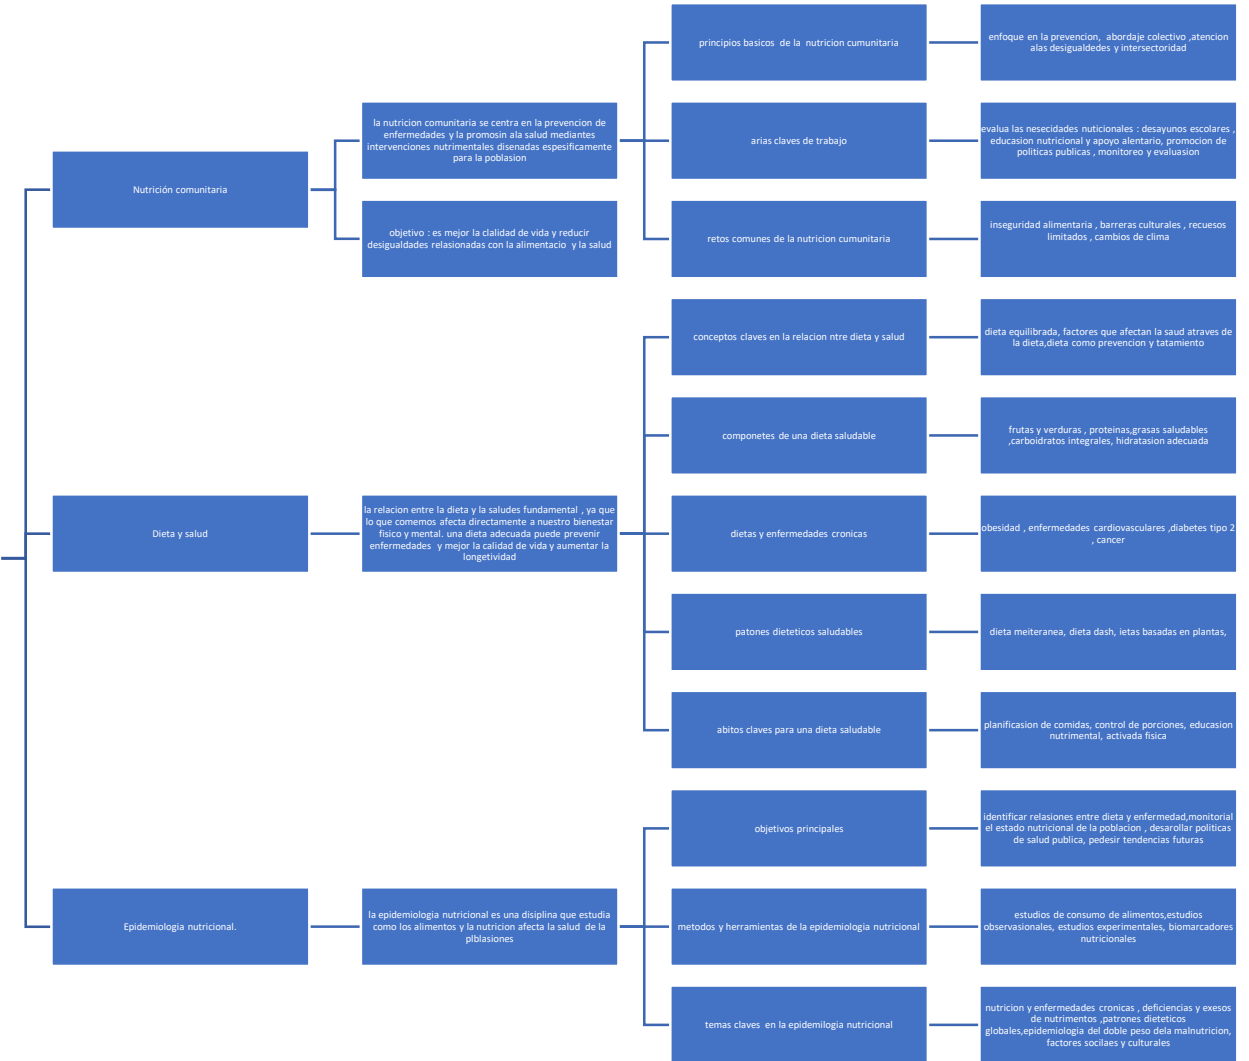 Nutrición comunitaria
la nutricion comunitaria se centra en la prevencion de
enfermedades y la promosin ala salud mediantes
intervenciones nutrimentales disenadas espesificamente
para la poblasion
principios basicos de la nutricion cumunitaria
enfoque en la prevencion, abordaje colectivo ,atencion
alas desigualdedes y intersectoridad
arias claves de trabajo
evalua las nesecidades nuticionales : desayunos escolares ,
educasion nutricional y apoyo alentario, promocion de
politicas publicas , monitoreo y evaluasion
retos comunes de la nutricion cumunitaria
inseguridad alimentaria , barreras culturales , recuesos
limitados , cambios de clima
objetivo : es mejor la clalidad de vida y reducir
desigualdades relasionadas con la alimentacio y la salud
Dieta y salud
la relacion entre la dieta y la saludes fundamental , ya que
lo que comemos afecta directamente a nuestro bienestar
fisico y mental. una dieta adecuada puede prevenir
enfermedades y mejor la calidad de vida y aumentar la
longetividad
conceptos claves en la relacion ntre dieta y salud
dieta equilibrada, factores que afectan la saud atraves de
la dieta,dieta como prevencion y tatamiento
componetes de una dieta saludable
frutas y verduras , proteinas,grasas saludables
,carboidratos integrales, hidratasion adecuada
dietas y enfermedades cronicas
obesidad , enfermedades cardiovasculares ,diabetes tipo 2
, cancer
patones dieteticos saludables
dieta meiteranea, dieta dash, ietas basadas en plantas,
abitos claves para una dieta saludable
planificasion de comidas, control de porciones, educasion
nutrimental, activada fisica
Epidemiologia nutricional.
la epidemiologia nutricional es una disiplina que estudia
como los alimentos y la nutricion afecta la salud de la
plblasiones
objetivos principales
identificar relasiones entre dieta y enfermedad,monitorial
el estado nutricional de la poblacion , desarollar politicas
de salud publica, pedesir tendencias futuras
metodos y herramientas de la epidemiologia nutricional
estudios de consumo de alimentos,estudios
observasionales, estudios experimentales, biomarcadores
nutricionales
temas claves en la epidemilogia nutricional
nutricion y enfermedades cronicas , deficiencias y exesos
de nutrimentos ,patrones dieteticos
globales,epidemiologia del doble peso dela malnutricion,
factores socilaes y culturales